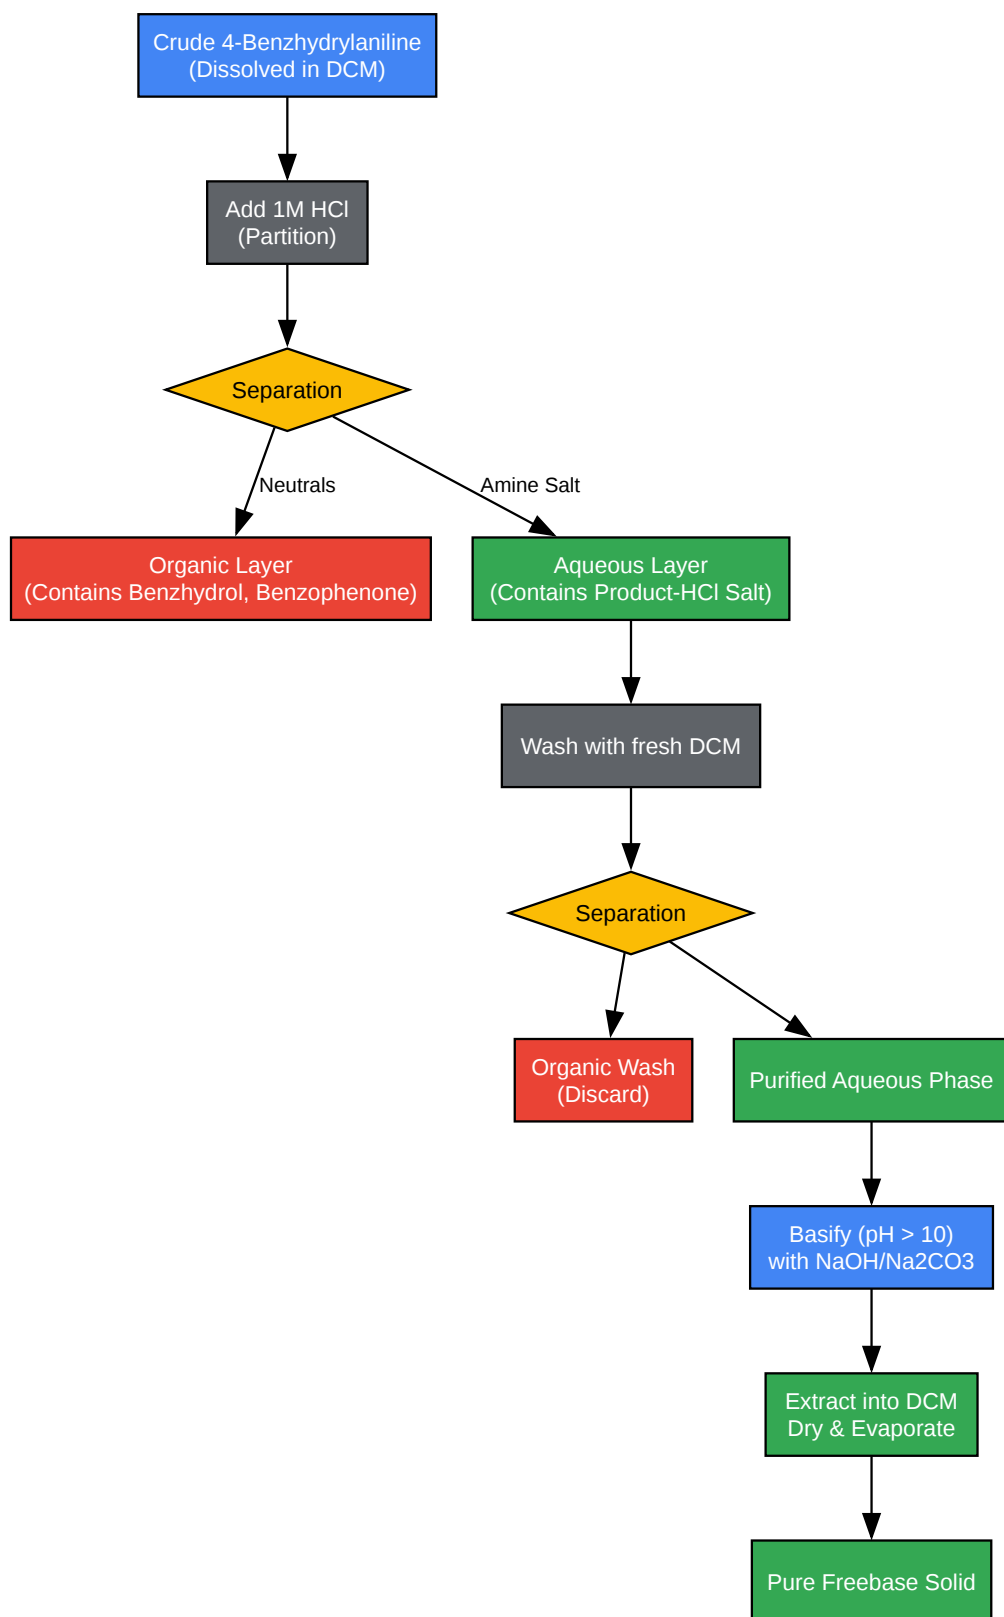 Crude 4-Benzhydrylaniline
(Dissolved in DCM)
Add 1M HCl
(Partition)
Separation
Neutrals
Amine Salt
Organic Layer
(Contains Benzhydrol, Benzophenone)
Aqueous Layer
(Contains Product-HCl Salt)
Wash with fresh DCM
Separation
Organic Wash
(Discard)
Purified Aqueous Phase
Basify (pH > 10)
with NaOH/Na2CO3
Extract into DCM
Dry & Evaporate
Pure Freebase Solid